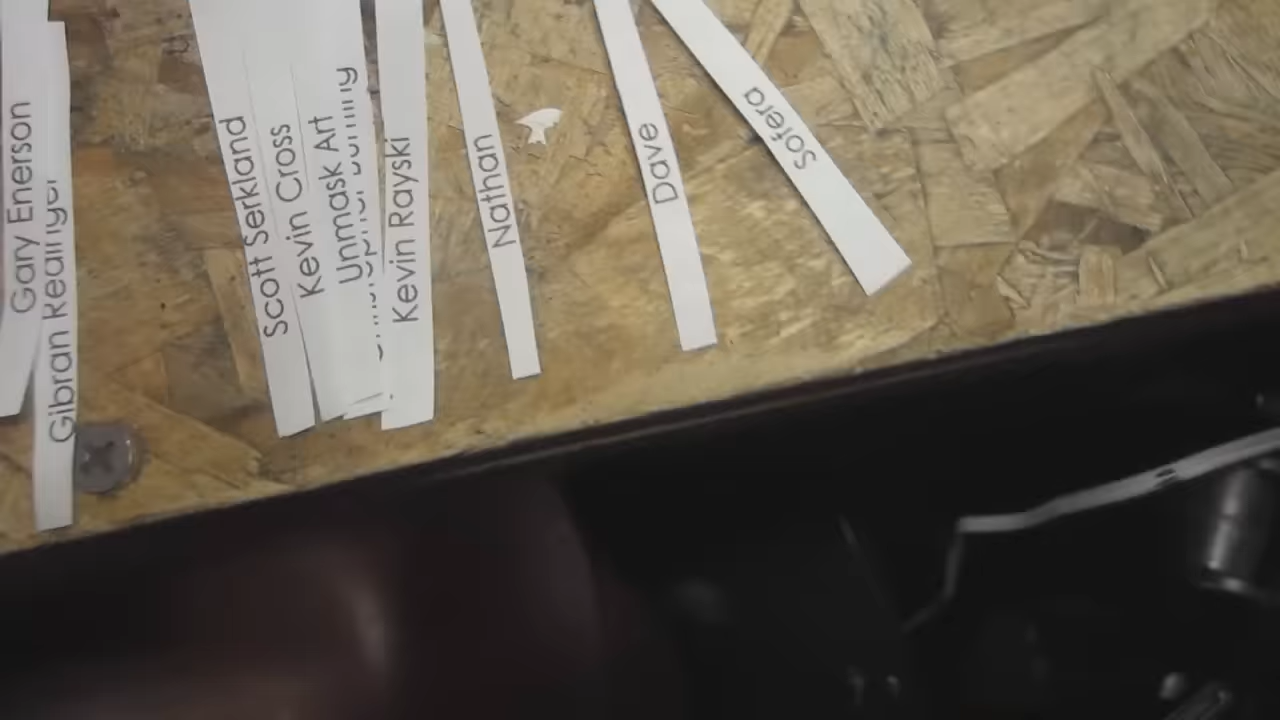 Gary Enerson
Gibran
Scott Serkland
Kevin Cross
Unmask Art
Kevin Rayski
Nathan
Dave
Sofera